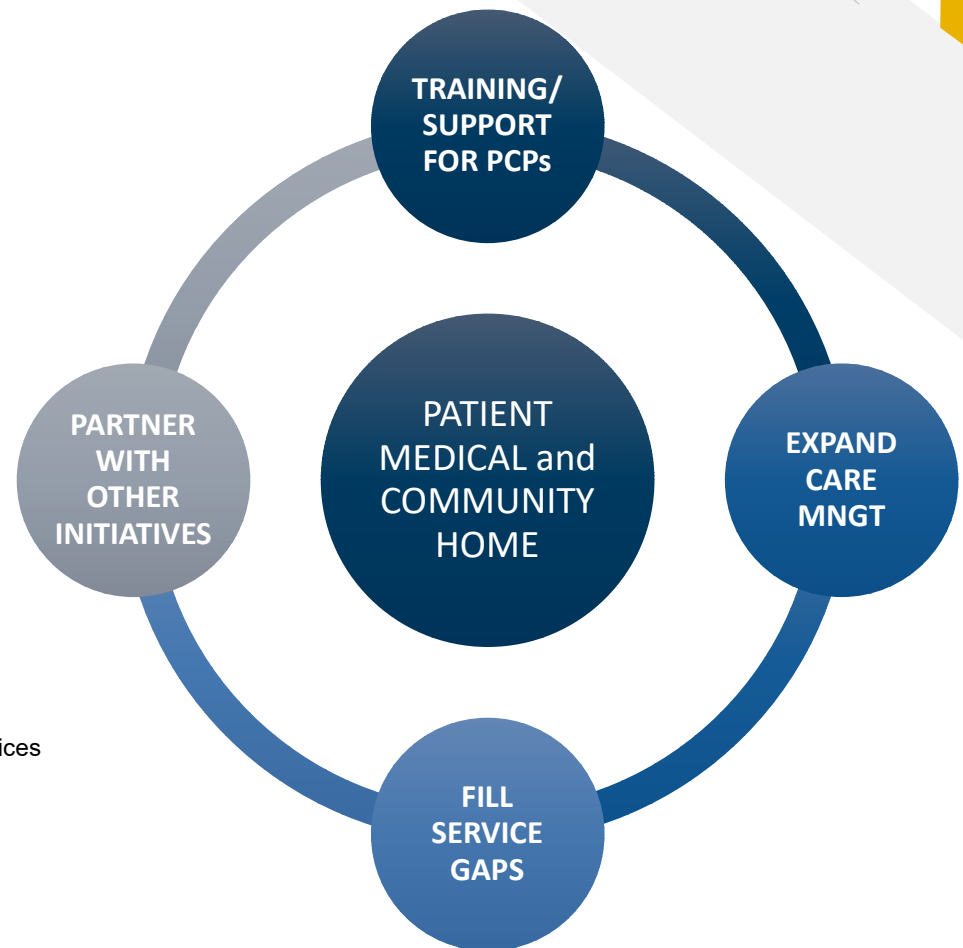 TRAINING/
SUPPORT
FOR PCPs
PATIENT
MEDICAL and
COMMUNITY
HOME
PARTNER
WITH
OTHER
INITIATIVES
EXPAND
CARE
MNGT
ices
FILL
SERVICE
GAPS